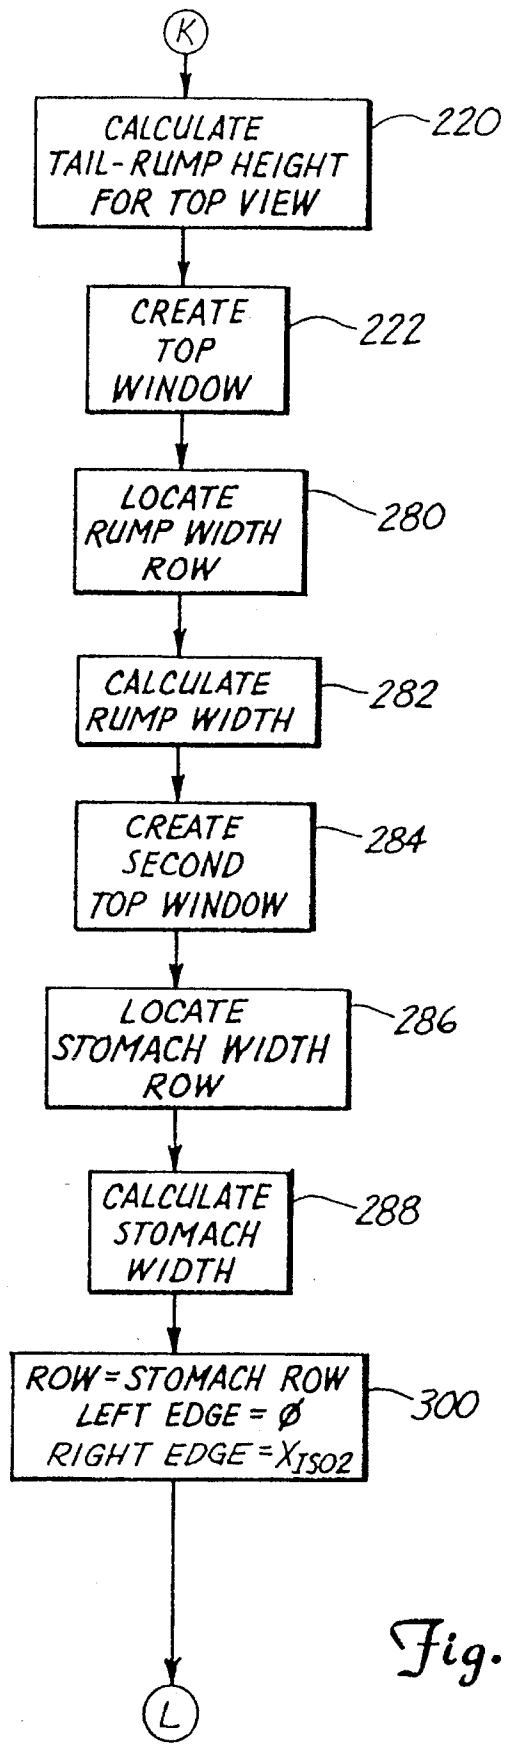 K
CALCULATE
TAIL-RUMP HEIGHT
FOR TOP VIEW
220
CREATE
TOP
WINDOW
222
LOCATE
RUMP WIDTH
ROW
280
CALCULATE
RUMP WIDTH
282
CREATE
SECOND
TOP WINDOW
284
LOCATE
STOMACH WIDTH
ROW
286
CALCULATE
STOMACH
WIDTH
288
ROW = STOMACH ROW
LEFT EDGE = Ø
RIGHT EDGE = XISO2
300
L
Fig.